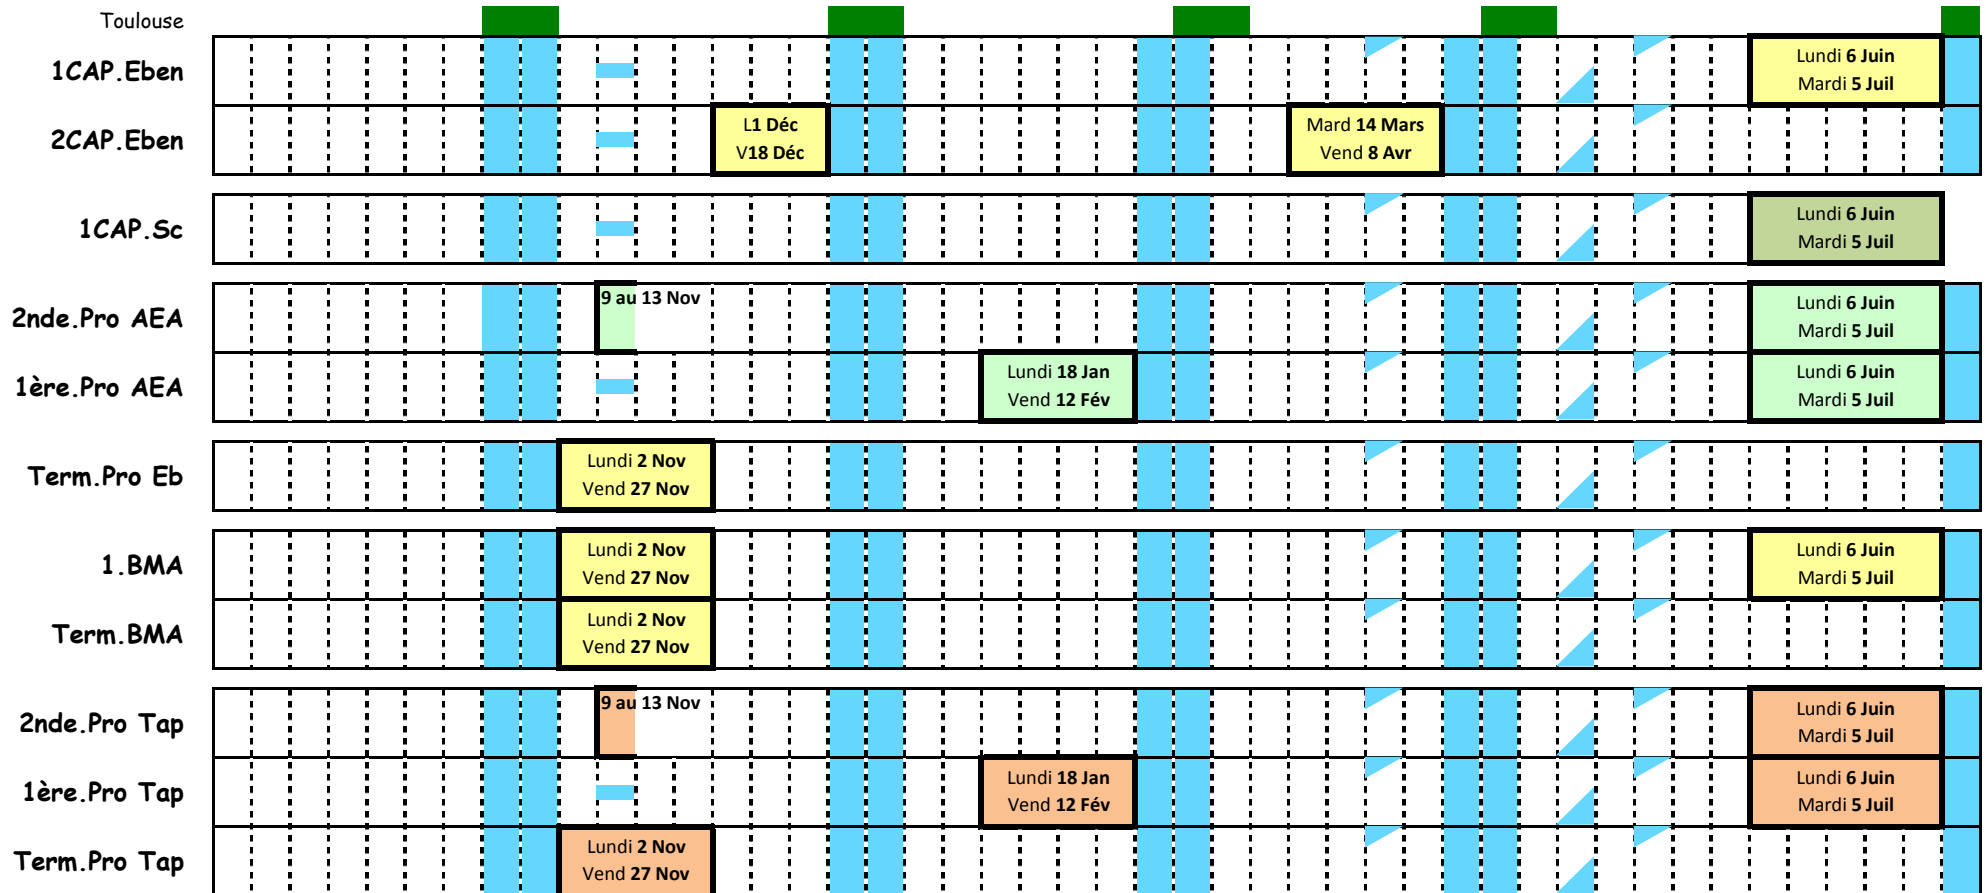 Toulouse
1CAP.Eben
Lundi 6 Juin
Mardi 5 Juil
2CAP.Eben
L1 Déc
V18 Déc
Mard 14 Mars
Vend 8 Avr
1CAP.Sc
Lundi 6 Juin
Mardi 5 Juil
2nde.Pro AEA
9 au 13 Nov
Lundi 6 Juin
Mardi 5 Juil
1ère.Pro AEA
Lundi 18 Jan
Vend 12 Fév
Lundi 6 Juin
Mardi 5 Juil
Term.Pro Eb
Lundi 2 Nov
Vend 27 Nov
1.BMA
Lundi 2 Nov
Vend 27 Nov
Lundi 6 Juin
Mardi 5 Juil
Term.BMA
Lundi 2 Nov
Vend 27 Nov
2nde.Pro Tap
9 au 13 Nov
Lundi 6 Juin
Mardi 5 Juil
1ère.Pro Tap
Lundi 18 Jan
Vend 12 Fév
Lundi 6 Juin
Mardi 5 Juil
Term.Pro Tap
Lundi 2 Nov
Vend 27 Nov